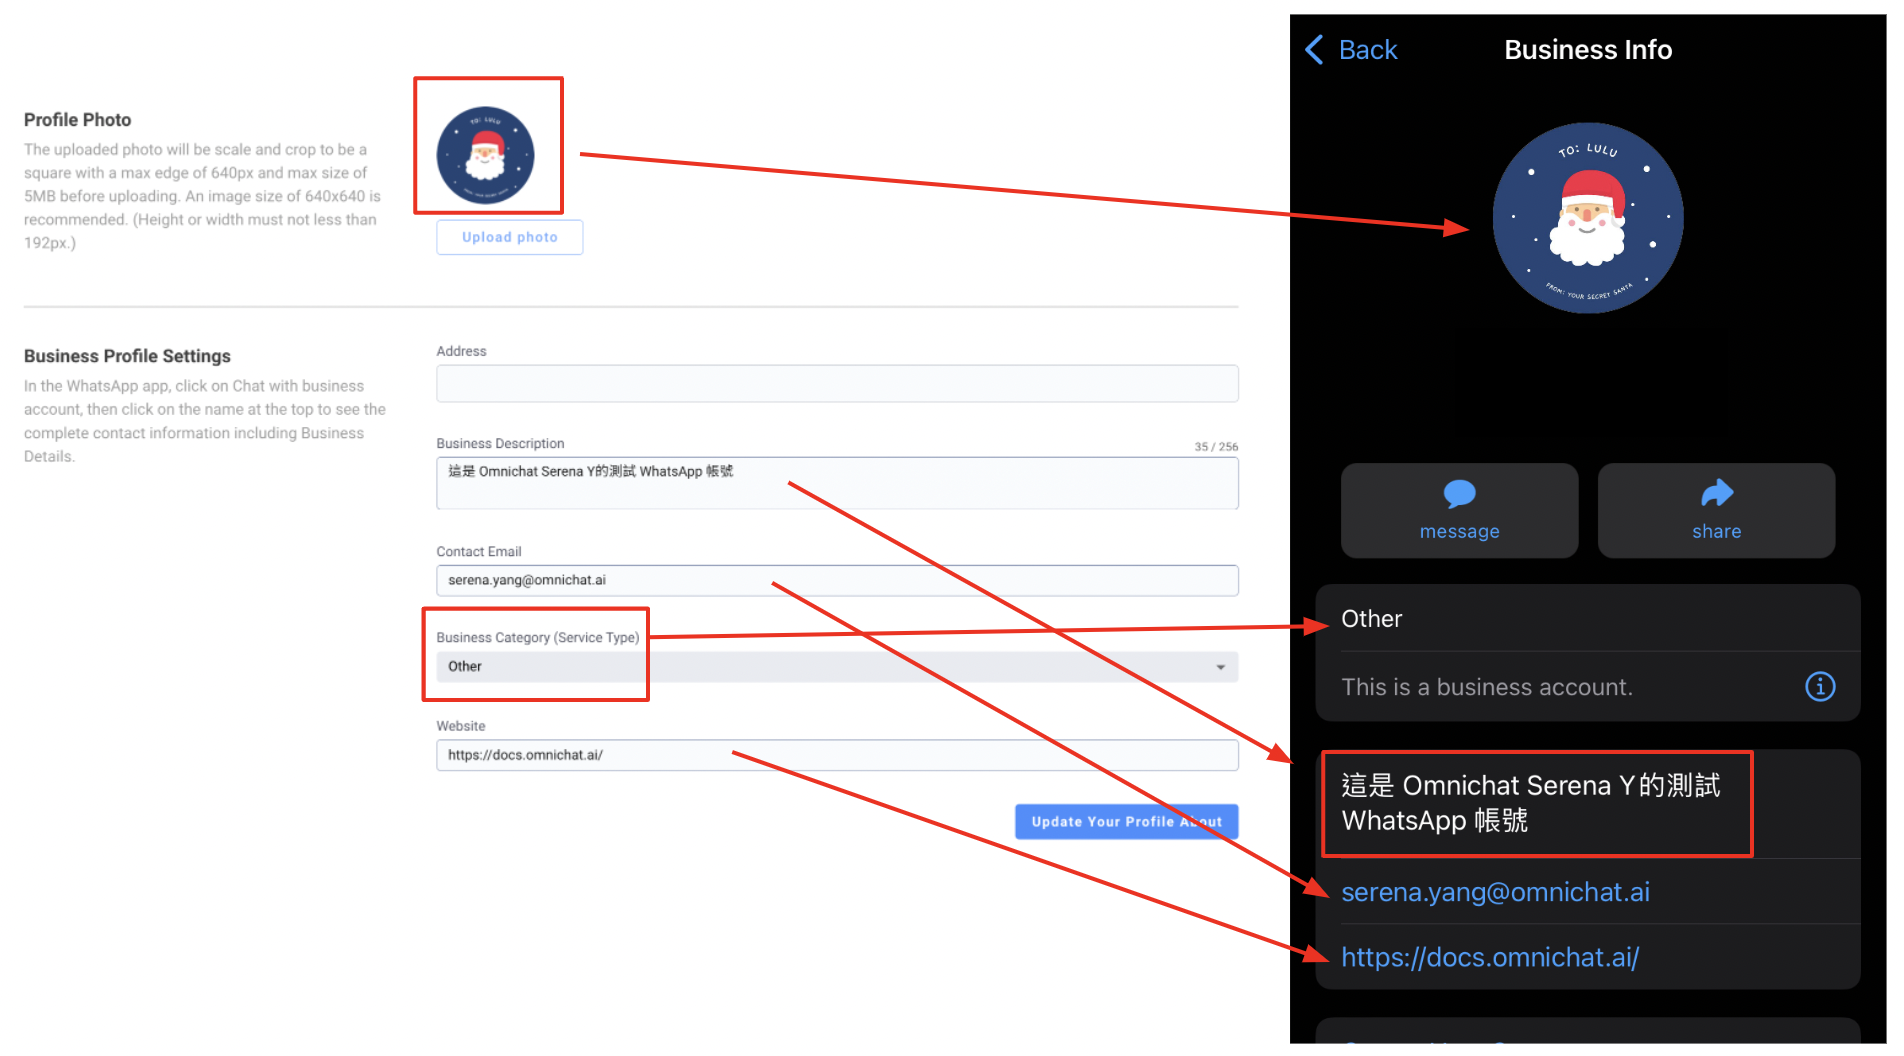 Profile Photo
The uploaded photo will be scale and crop to be a
square with a max edge of 640px and max size of
5MB before uploading. An image size of 640x640 is
recommended. (Height or width must not less than
192px.)
TO: LULU
Upload photo
Business Profile Settings
In the WhatsApp app, click on Chat with business
account, then click on the name at the top to see the
complete contact information including Business
Details.
Address
Business Description
35 / 256
這是 Omnichat Serena Y的測試 WhatsApp 帳號
Contact Email
serena.yang@omnichat.ai
Business Category (Service Type)
Other
Website
https://docs.omnichat.ai/
Update Your Profile About
Back
Business Info
TO: LULU
FROM: YOUR SECRET SANTA
message
share
Other
This is a business account.
這是 Omnichat Serena Y的測試
WhatsApp 帳號
serena.yang@omnichat.ai
https://docs.omnichat.ai/